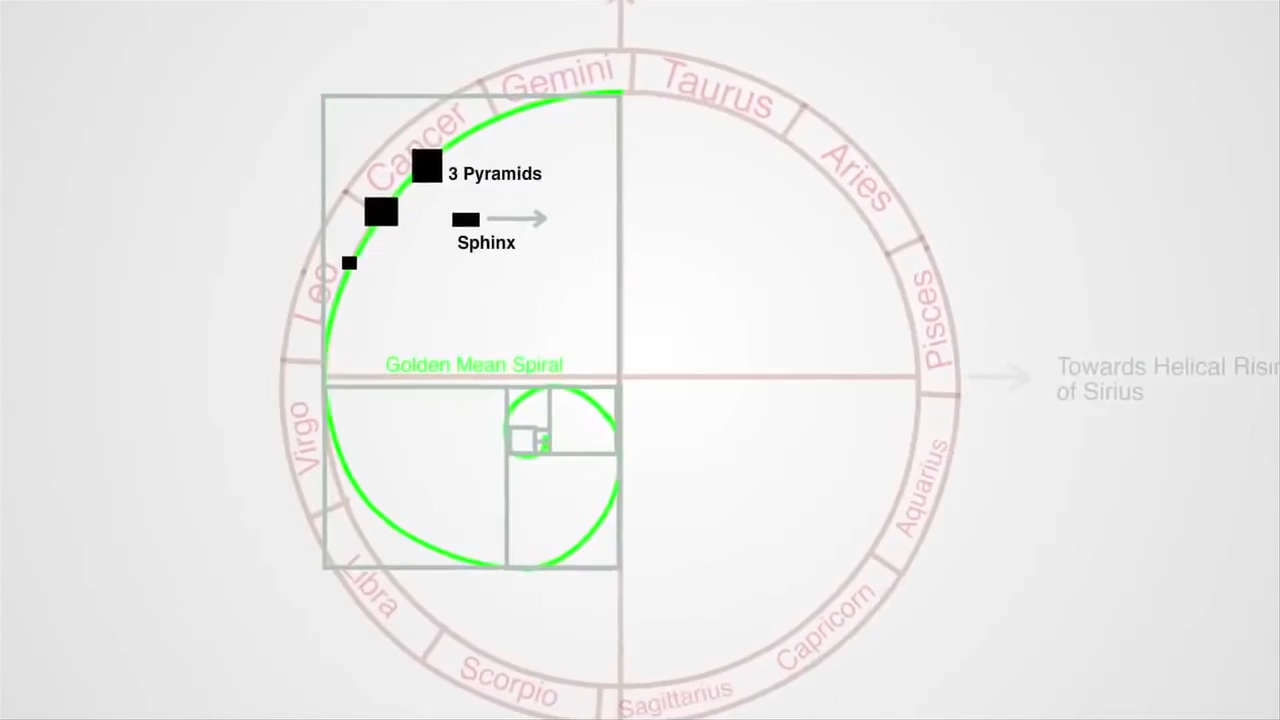 Gemini
Taurus
Cancer
Aries
3 Pyramids
Sphinx
Leo
Pisces
Golden Mean Spiral
Towards Helical Risi
of Sirius
Virgo
Aquarius
Libra
Capricorn
Scorpio
Sagittarius